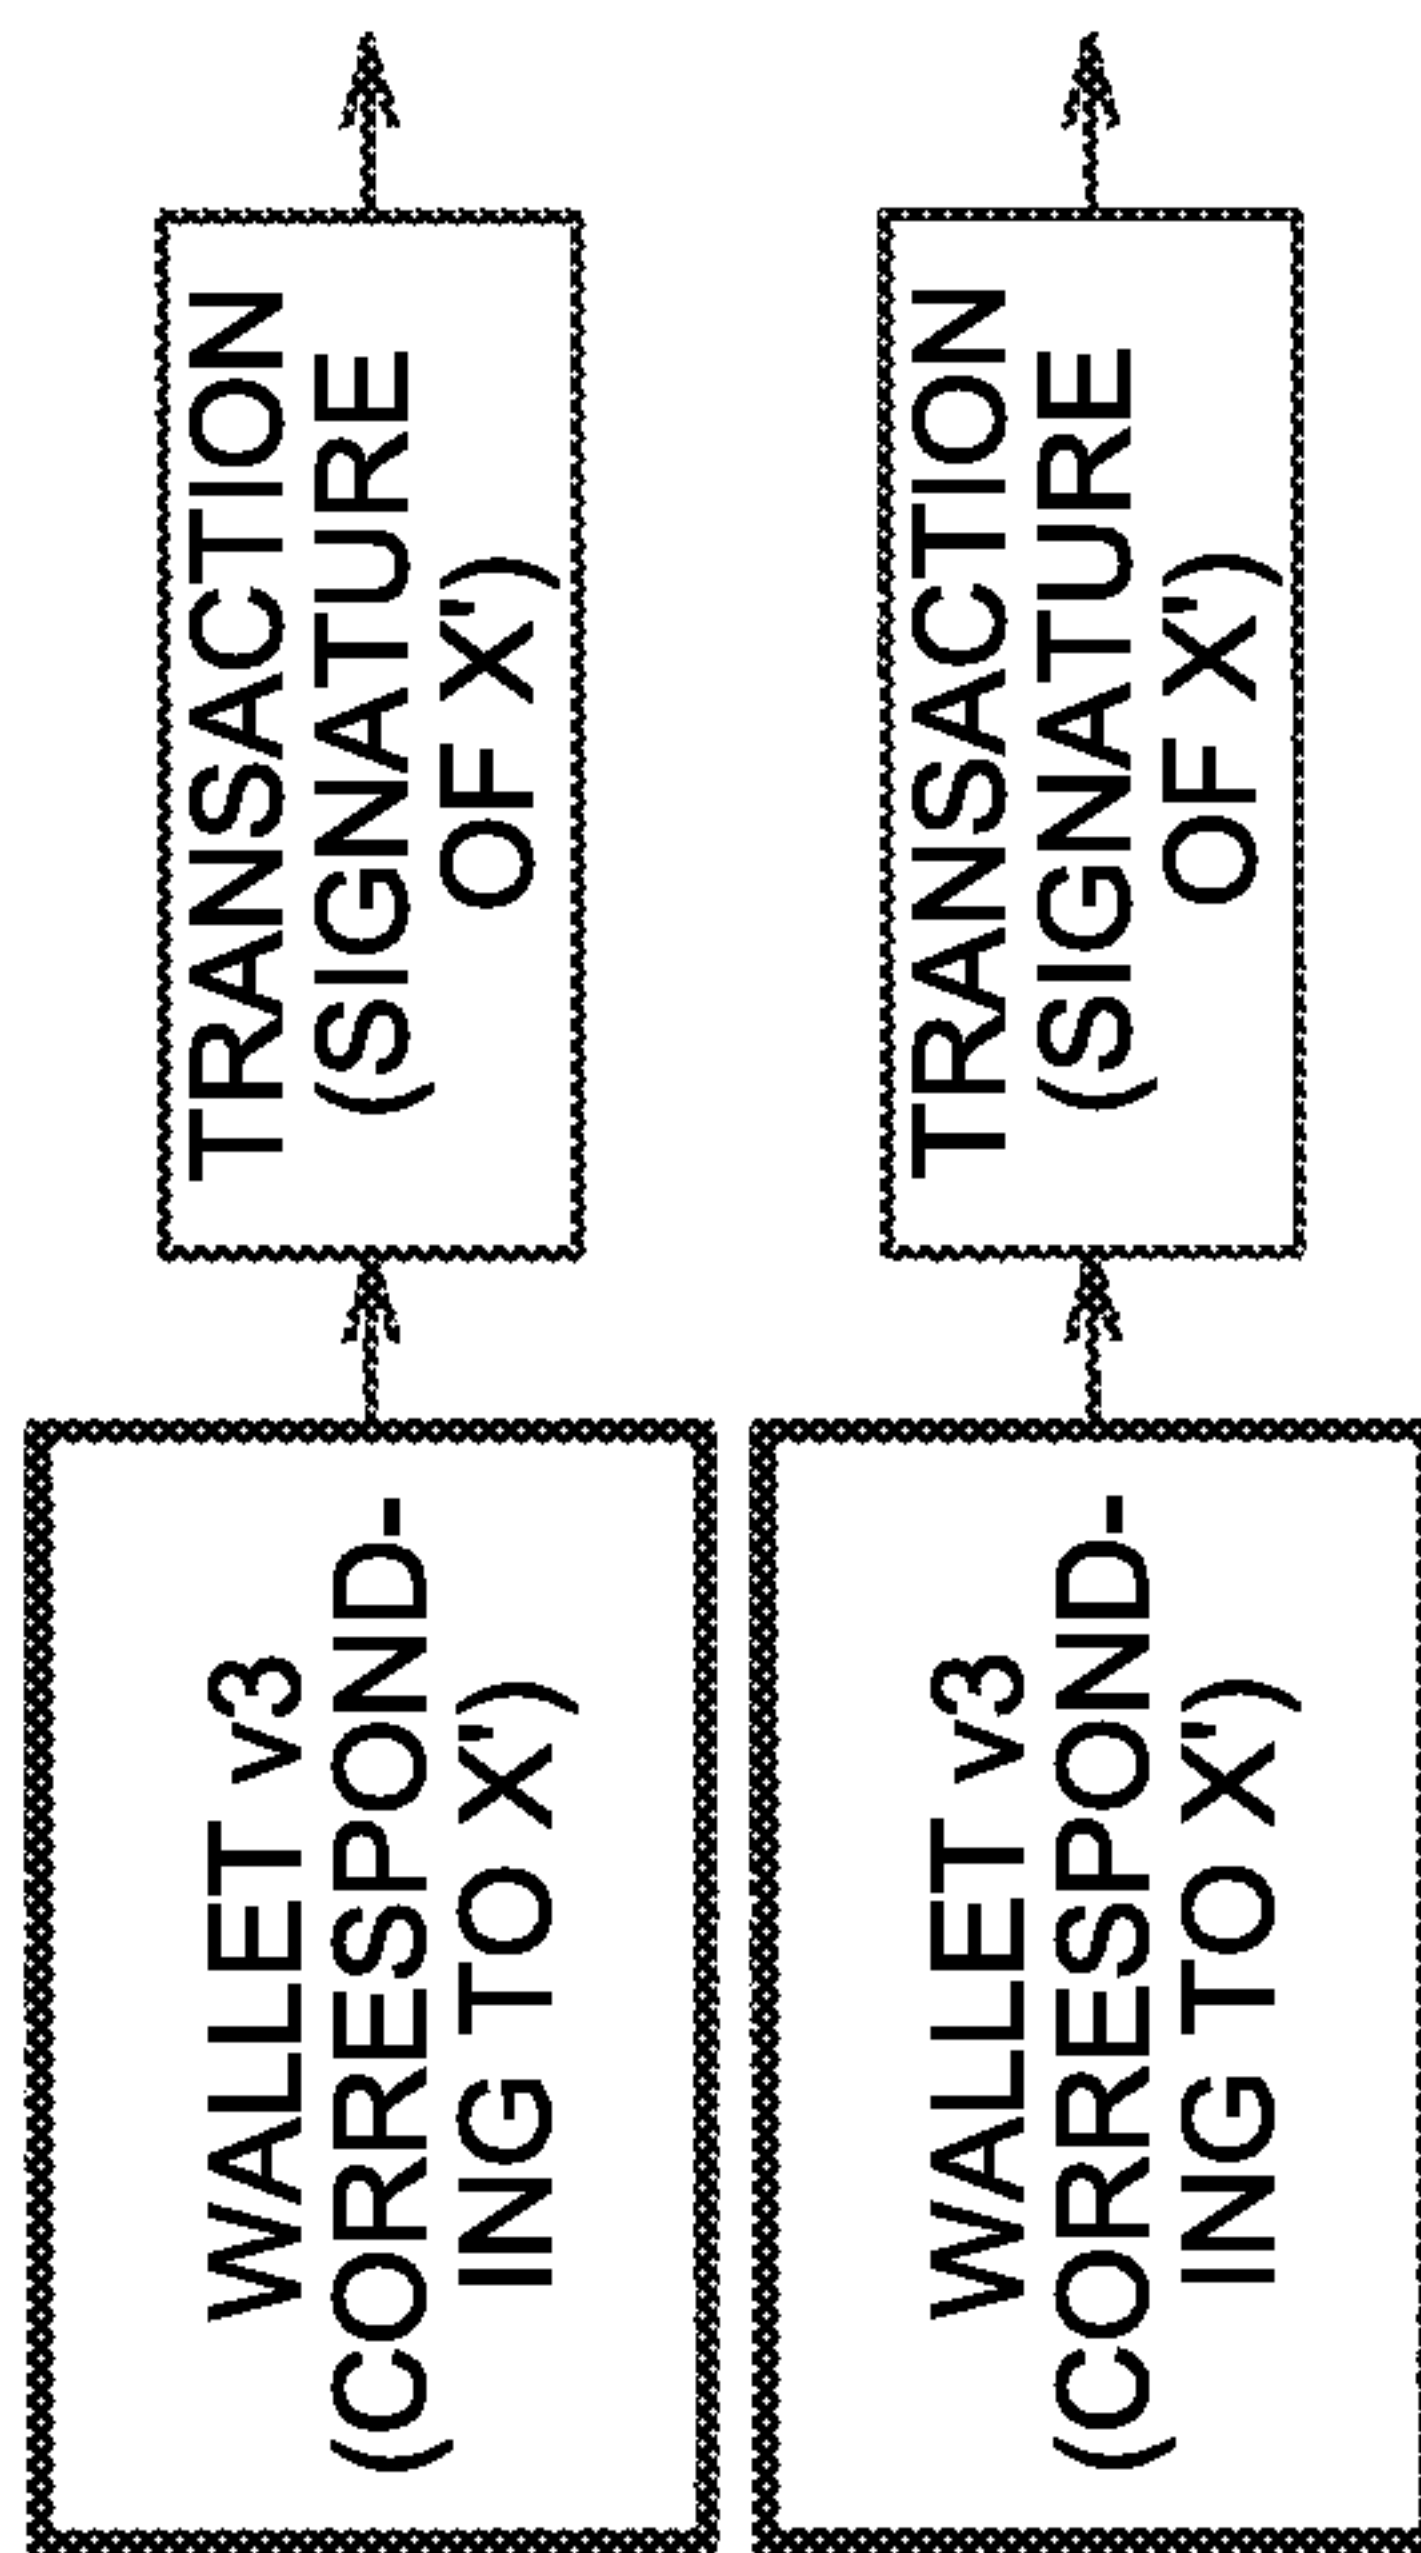 WALLET v3
(CORRESPOND-
ING TO X')
TRANSACTION
(SIGNATURE
OF X')
WALLET v3
(CORRESPOND-
ING TO X')
TRANSACTION
(SIGNATURE
OF X')